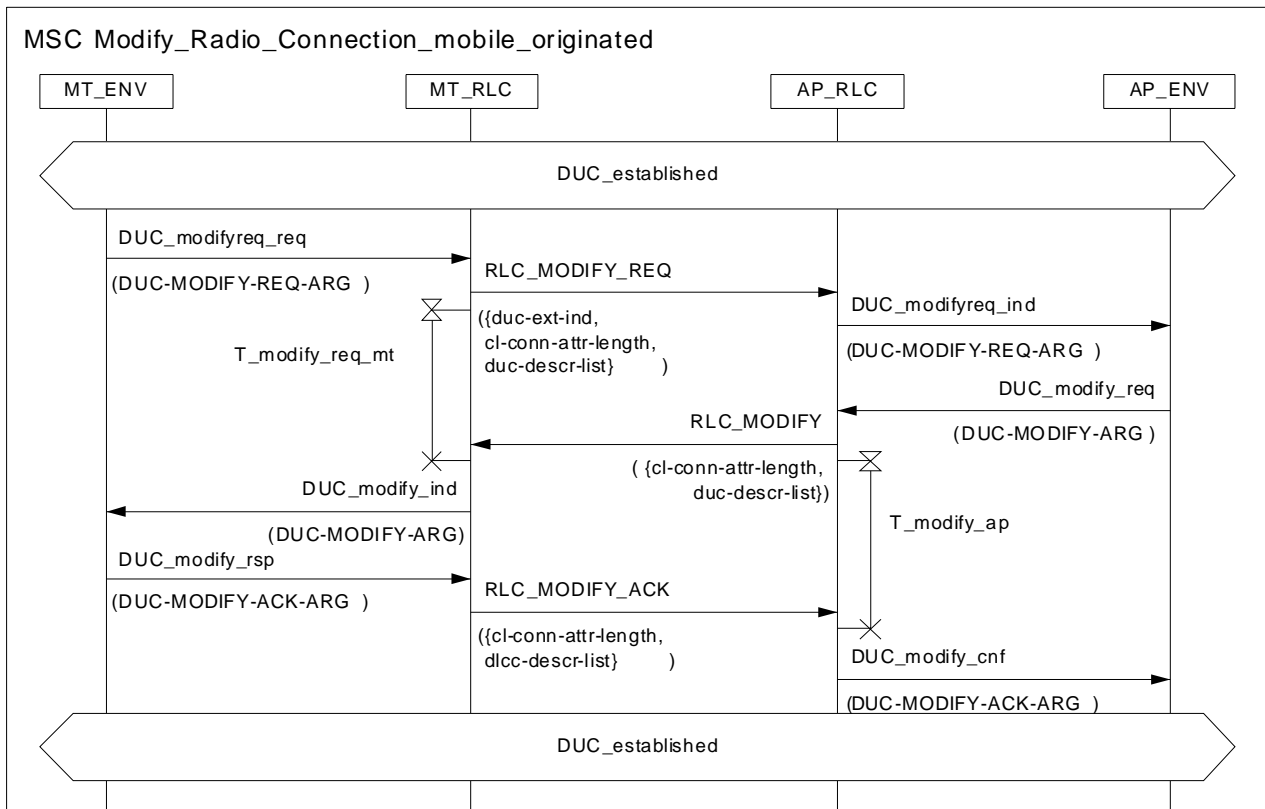 MSC Modify_Radio_Connection_mobile_originated
MT_ENV
MT_RLC
AP_RLC
AP_ENV
DUC_established
DUC_modifyreq_req
(DUC-MODIFY-REQ-ARG )
RLC_MODIFY_REQ
({duc-ext-ind,
cl-conn-attr-length,
duc-descr-list} )
T_modify_req_mt
DUC_modifyreq_ind
(DUC-MODIFY-REQ-ARG )
DUC_modify_req
(DUC-MODIFY-ARG )
RLC_MODIFY
( {cl-conn-attr-length,
duc-descr-list})
T_modify_ap
DUC_modify_ind
(DUC-MODIFY-ARG)
DUC_modify_rsp
(DUC-MODIFY-ACK-ARG )
RLC_MODIFY_ACK
({cl-conn-attr-length,
dlcc-descr-list} )
DUC_modify_cnf
(DUC-MODIFY-ACK-ARG )
DUC_established